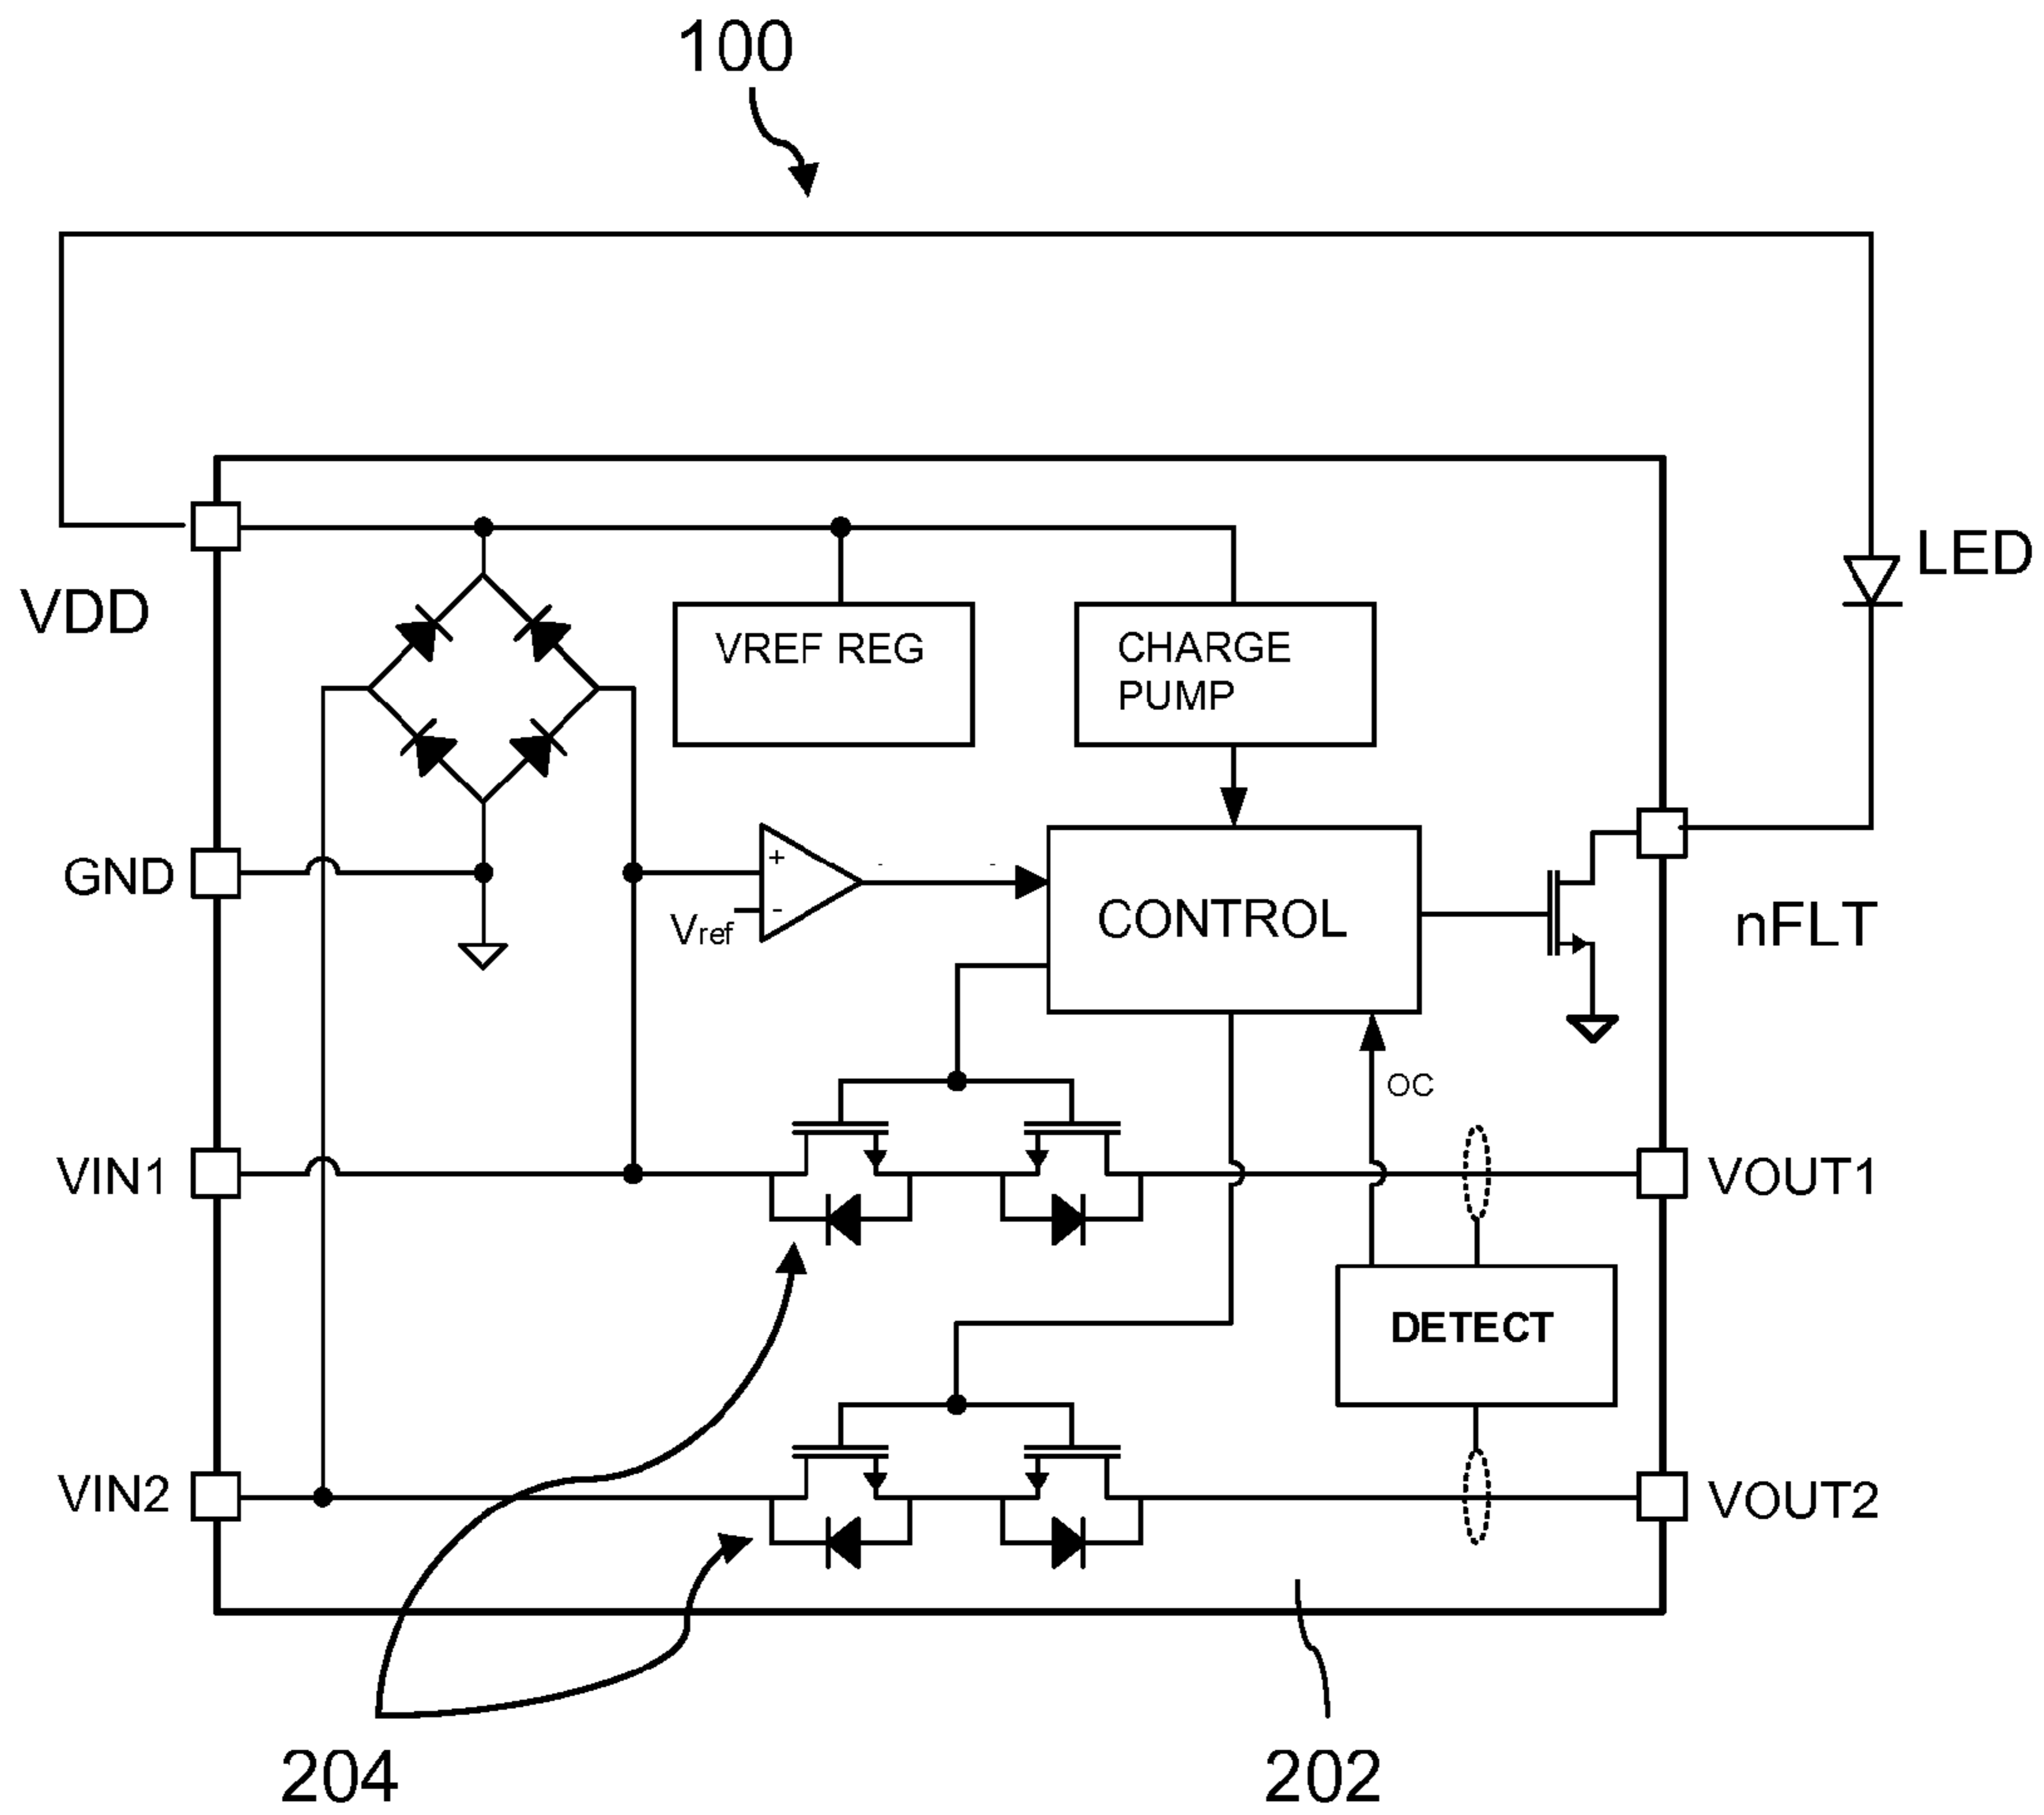 100
LED
VDD
VREF REG
CHARGE
PUMP
GND
+
-
Vref
CONTROL
nFLT
OC
VIN1
VOUT1
DETECT
VIN2
VOUT2
204
202